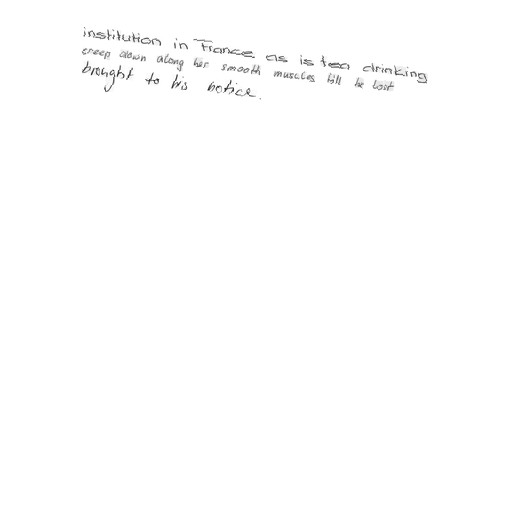 institution in France as is tea drinking
creep down along her smooth muscles till he lost
brought to his notice.